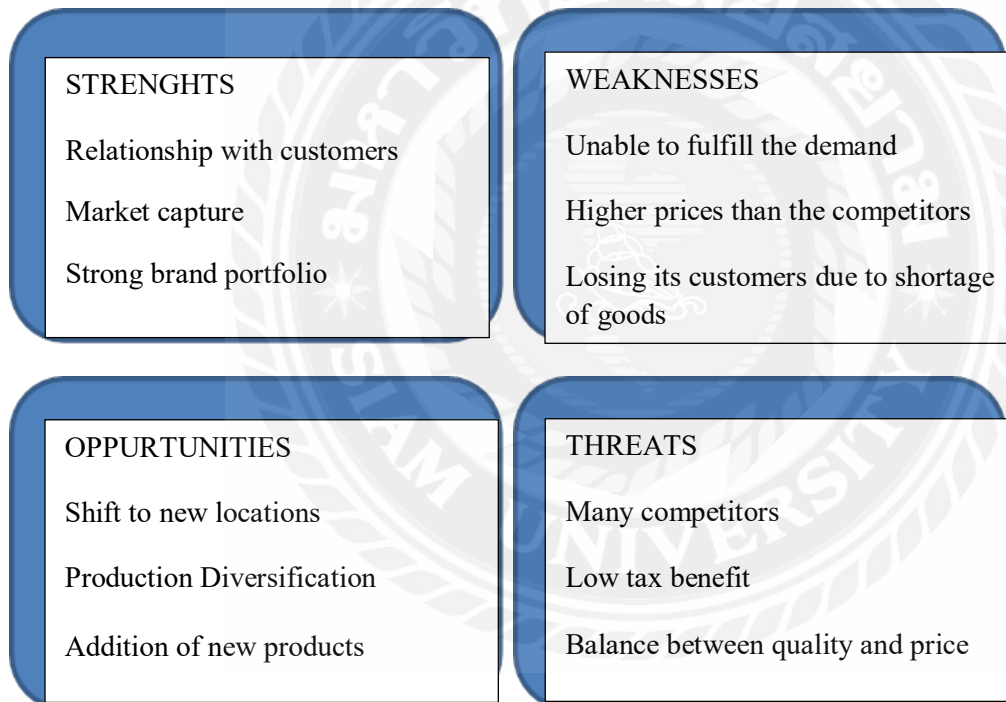 STRENGHTS
Relationship with customers
Market capture
Strong brand portfolio
WEAKNESSES
Unable to fulfill the demand
Higher prices than the competitors
Losing its customers due to shortage
of goods
OPPURTUNITIES
Shift to new locations
Production Diversification
Addition of new products
THREATS
Many competitors
Low tax benefit
Balance between quality and price
SIAM UNIVERSITY